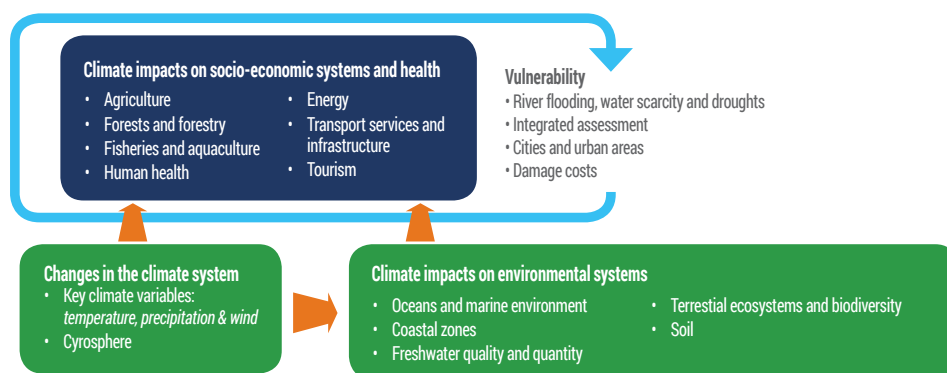 Climate impacts on socio-economic systems and health
• Agriculture
• Forests and forestry
• Fisheries and aquaculture
• Human health
• Energy
• Transport services and
infrastructure
• Tourism
Vulnerability
• River flooding, water scarcity and droughts
• Integrated assessment
• Cities and urban areas
• Damage costs
Changes in the climate system
• Key climate variables:
temperature, precipitation & wind
• Cyrosphere
Climate impacts on environmental systems
• Oceans and marine environment
• Coastal zones
• Freshwater quality and quantity
• Terrestial ecosystems and biodiversity
• Soil